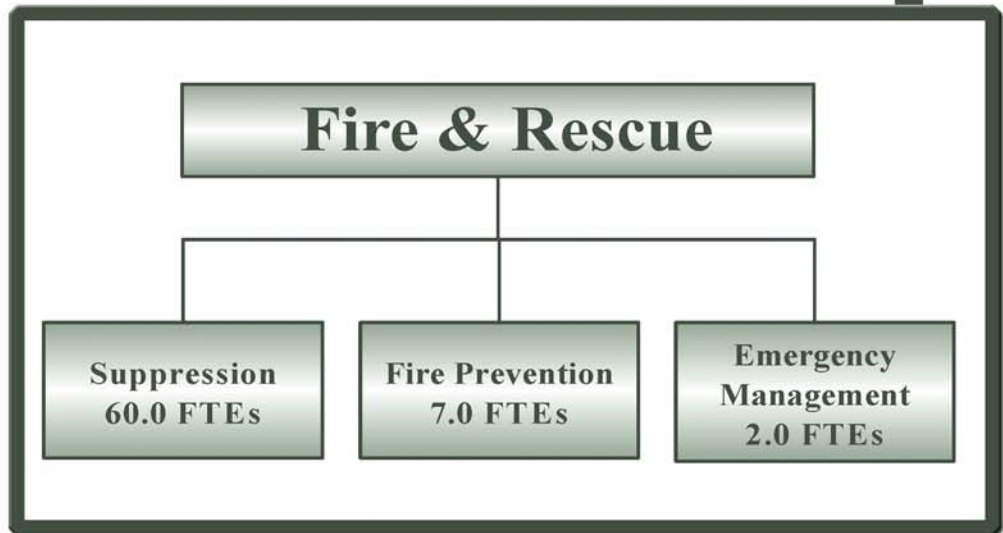 Fire & Rescue
Suppression
60.0 FTEs
Fire Prevention
7.0 FTEs
Emergency
Management
2.0 FTEs